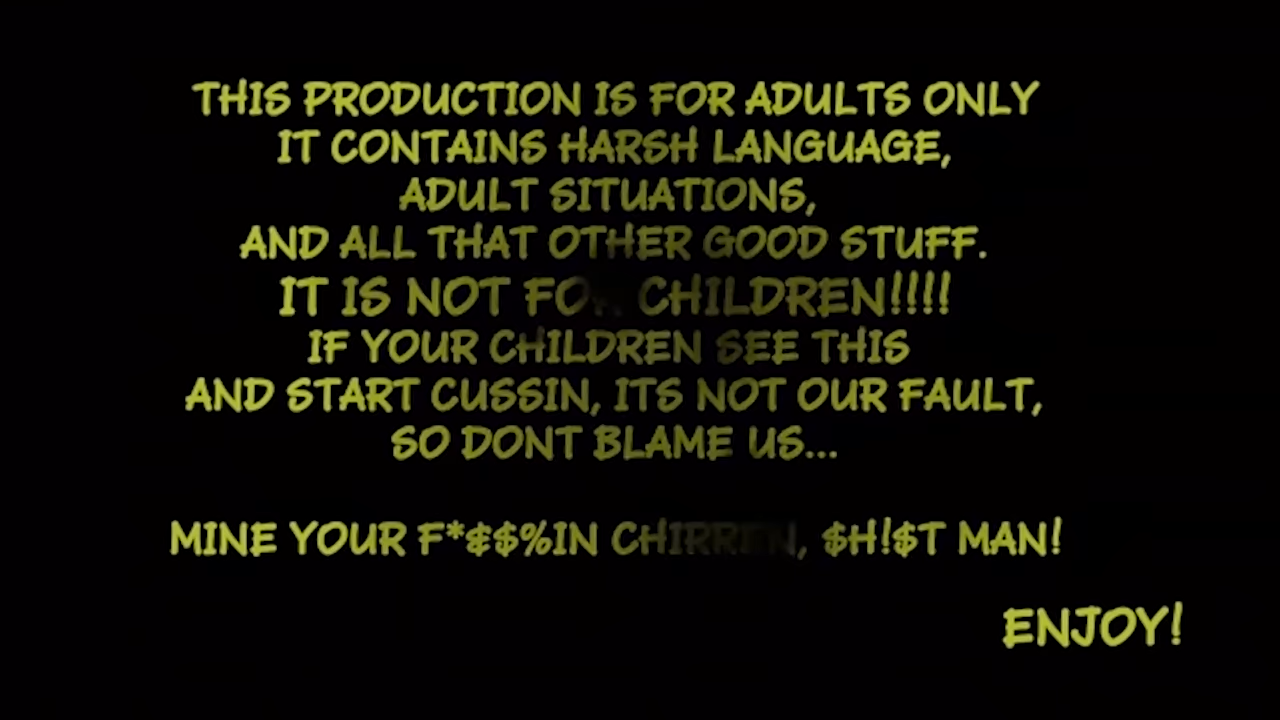 THIS PRODUCTION IS FOR ADULTS ONLY
IT CONTAINS HARSH LANGUAGE,
ADULT SITUATIONS,
AND ALL THAT OTHER GOOD STUFF.
IT IS NOT FOR CHILDREN!!!!
IF YOUR CHILDREN SEE THIS
AND START CUSSIN, ITS NOT OUR FAULT,
SO DONT BLAME US...
MINE YOUR F*&$%IN CHIRREN, $H!$T MAN!
ENJOY!